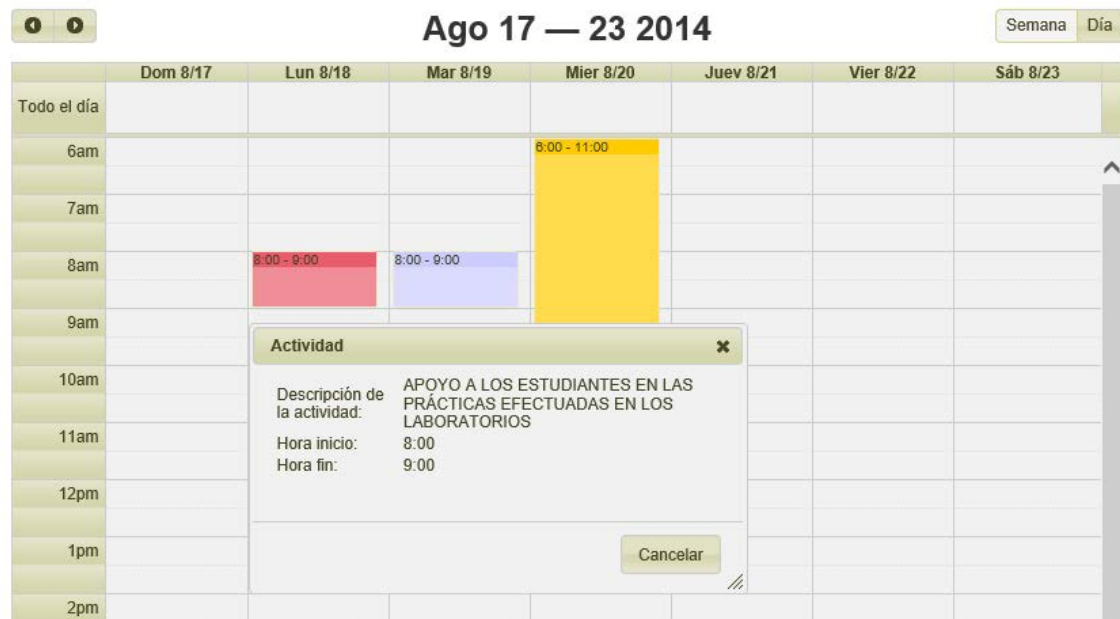 Ago 17 — 23 2014
Semana Día
Dom 8/17 Lun 8/18 Mar 8/19 Mier 8/20 Juev 8/21 Vier 8/22 Sáb 8/23
Todo el día
6am 6:00 - 11:00
7am
8am 8:00 - 9:00 8:00 - 9:00
9am
Actividad
10am
Descripción de la actividad: APOYO A LOS ESTUDIANTES EN LAS
PRÁCTICAS EFECTUADAS EN LOS
LABORATORIOS
11am
Hora inicio: 8:00
Hora fin: 9:00
12pm
1pm
Cancelar
2pm